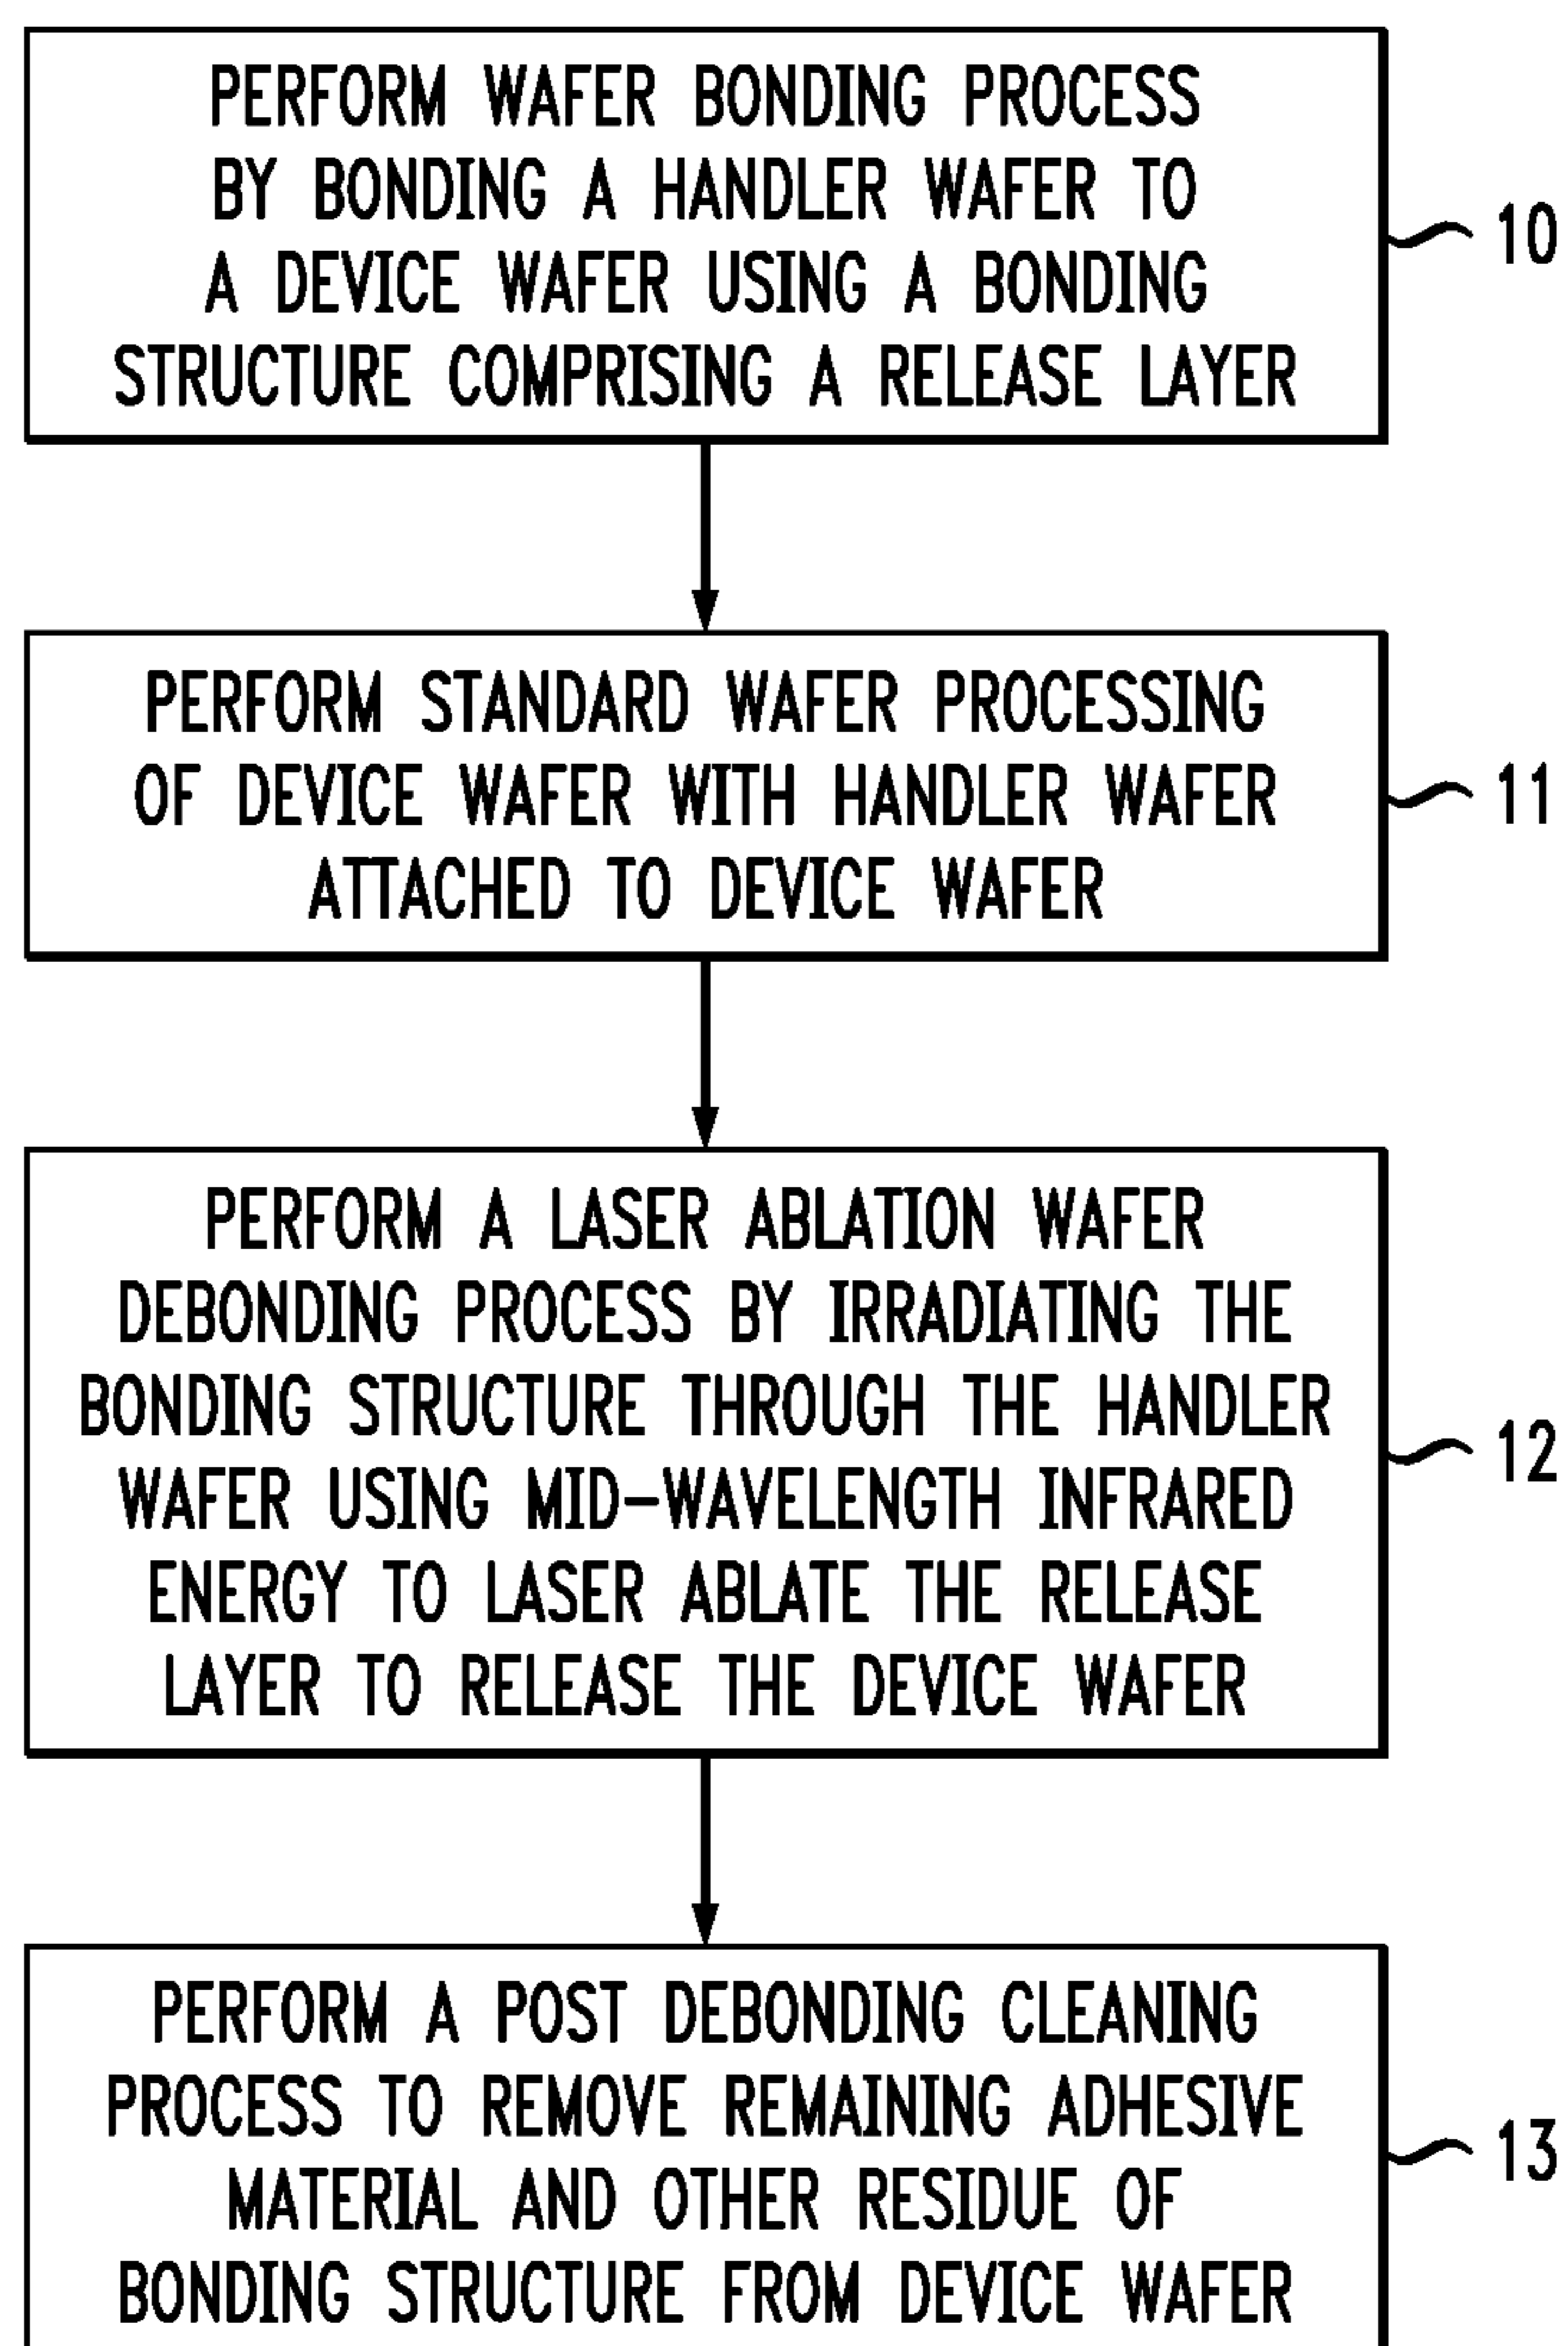 PERFORM WAFER BONDING PROCESS
BY BONDING A HANDLER WAFER TO
A DEVICE WAFER USING A BONDING
STRUCTURE COMPRISING A RELEASE LAYER
10
PERFORM STANDARD WAFER PROCESSING
OF DEVICE WAFER WITH HANDLER WAFER
ATTACHED TO DEVICE WAFER
11
PERFORM A LASER ABLATION WAFER
DEBONDING PROCESS BY IRRADIATING THE
BONDING STRUCTURE THROUGH THE HANDLER
WAFER USING MID-WAVELENGTH INFRARED
ENERGY TO LASER ABLATE THE RELEASE
LAYER TO RELEASE THE DEVICE WAFER
12
PERFORM A POST DEBONDING CLEANING
PROCESS TO REMOVE REMAINING ADHESIVE
MATERIAL AND OTHER RESIDUE OF
BONDING STRUCTURE FROM DEVICE WAFER
13